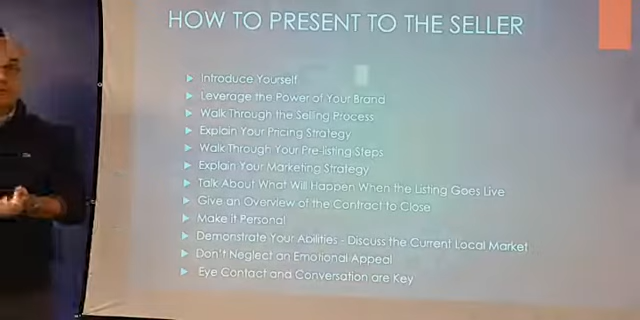 HOW TO PRESENT TO THE SELLER
Introduce Yourself
Leverage the Power of Your Brand
Walk Through the Selling Process
Explain Your Pricing Strategy
Walk Through Your Pre-listing Steps
Explain Your Marketing Strategy
Talk About What Will Happen When the Listing Goes Live
Give an Overview of the Contract to Close
Make it Personal
Demonstrate Your Abilities - Discuss the Current Local Market
Don't Neglect an Emotional Appeal
Eye Contact and Conversation are Key